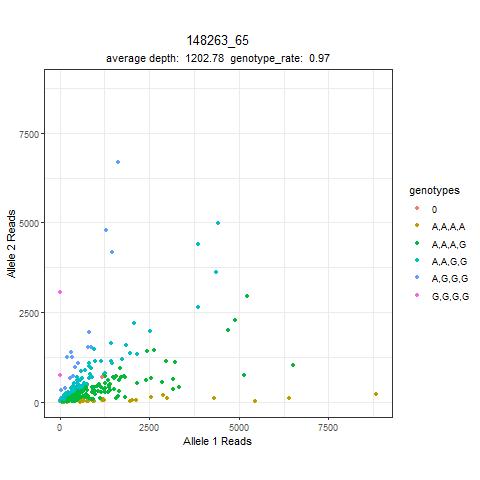 148263_65
average depth: 1202.78 genotype_rate: 0.97
Allele 2 Reads
7500
5000
2500
0
0 2500 5000 7500
Allele 1 Reads
genotypes
0
A,A,A,A
A,A,A,G
A,A,G,G
A,G,G,G
G,G,G,G